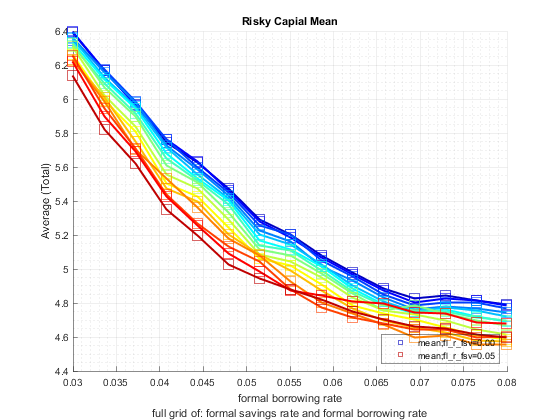 Risky Capial Mean
6.4
6.2
6
5.8
5.6
5.4
5.2
5
4.8
4.6
4.4
Average (Total)
mean;fl_r_fsv=0.00
mean;fl_r_fsv=0.05
0.03 0.035 0.04 0.045 0.05 0.055 0.06 0.065 0.07 0.075 0.08
formal borrowing rate
full grid of: formal savings rate and formal borrowing rate